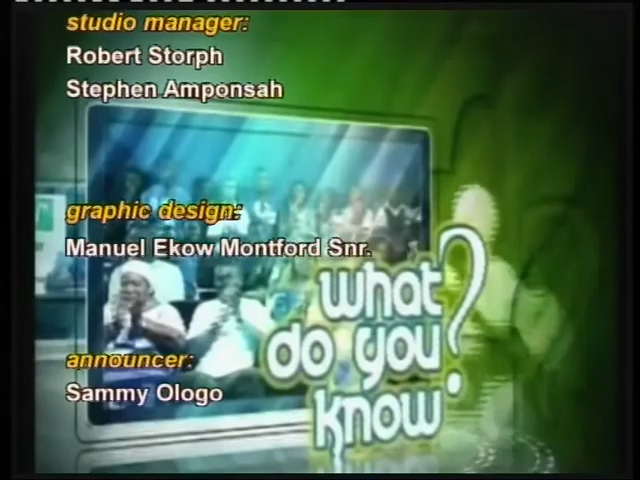 studio manager:
Robert Storph
Stephen Amponsah
graphic design:
Manuel Ekow Montford Snr.
announcer:
Sammy Ologo
what
do you
know?